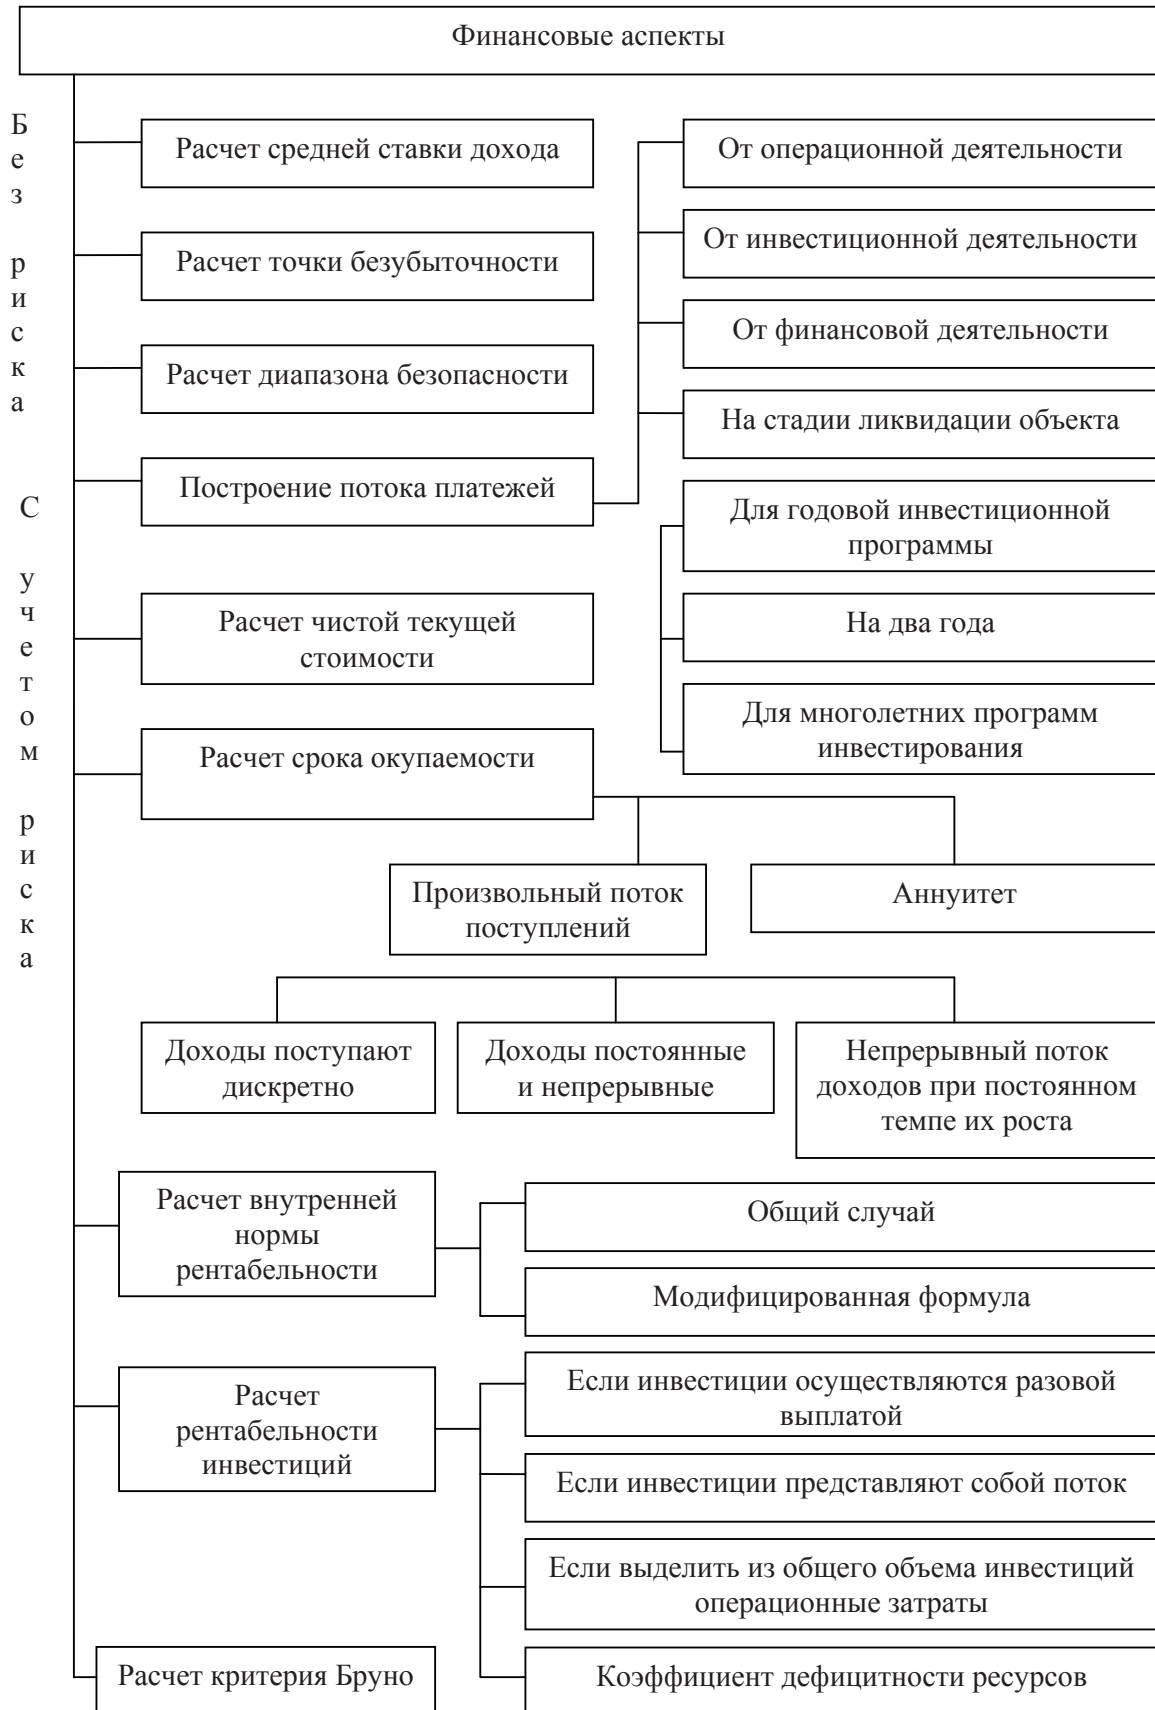 Финансовые аспекты
Без риска
С учетом риска
Расчет средней ставки дохода
От операционной деятельности
Расчет точки безубыточности
От инвестиционной деятельности
От финансовой деятельности
Расчет диапазона безопасности
На стадии ликвидации объекта
Построение потока платежей
Для годовой инвестиционной
программы
Расчет чистой текущей
стоимости
На два года
Для многолетних программ
инвестирования
Расчет срока окупаемости
Произвольный поток
поступлений
Аннуитет
Доходы поступают
дискретно
Доходы постоянные
и непрерывные
Непрерывный поток
доходов при постоянном
темпе их роста
Расчет внутренней
нормы
рентабельности
Общий случай
Модифицированная формула
Расчет
рентабельности
инвестиций
Если инвестиции осуществляются разовой
выплатой
Если инвестиции представляют собой поток
Если выделить из общего объема инвестиций
операционные затраты
Расчет критерия Бруно
Коэффициент дефицитности ресурсов